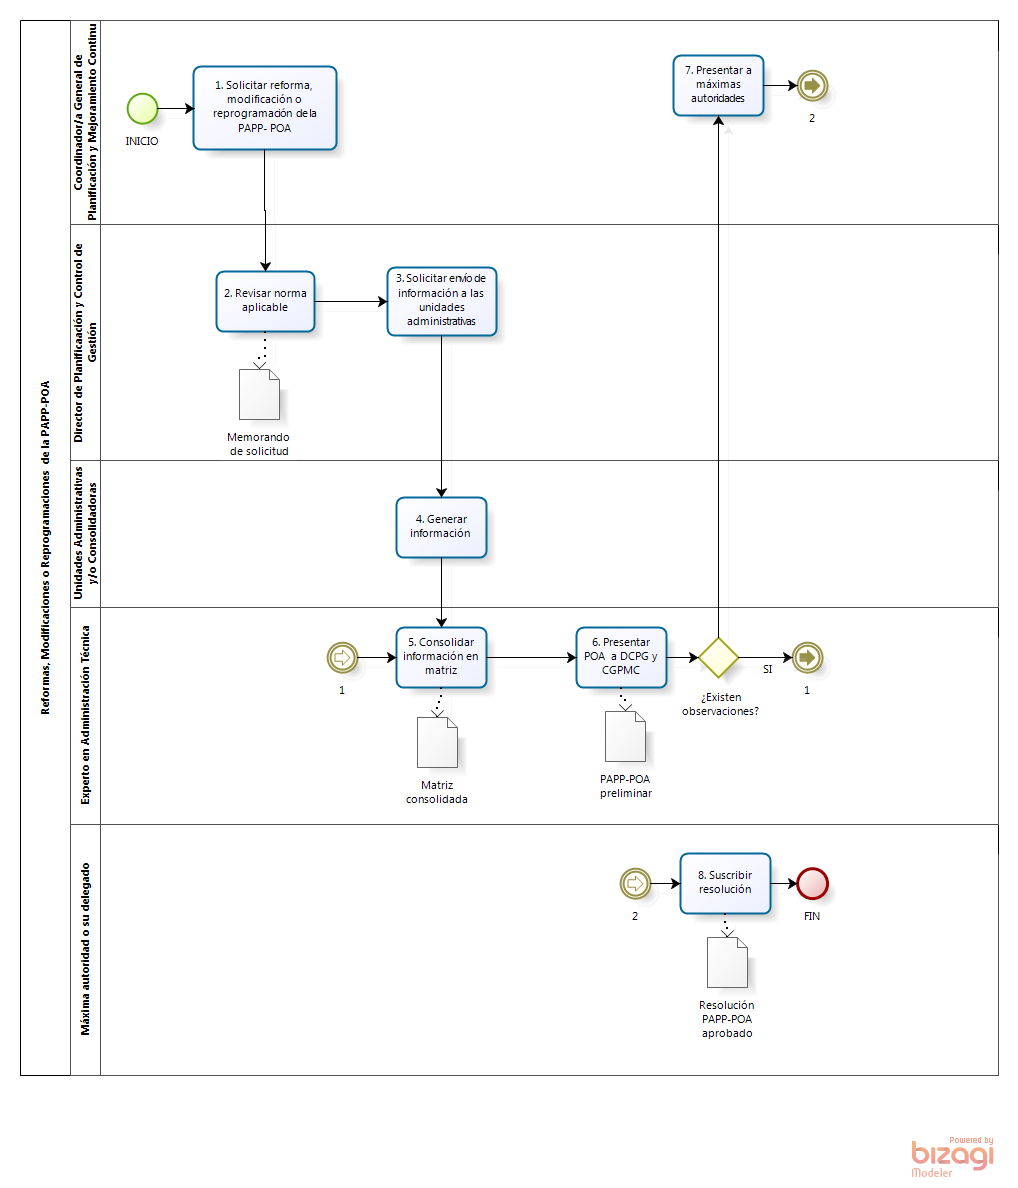 Reformas, Modificaciones o Reprogramaciones de la PAPP-POA
Coordinador/a General de
Planificación y Mejoramiento Continu
INICIO
1. Solicitar reforma,
modificación o
reprogramación de la
PAPP- POA
7. Presentar a
máximas
autoridades
2
Director de Planificaación y Control de
Gestión
2. Revisar norma
aplicable
Memorando
de solicitud
3. Solicitar envío de
información a las
unidades
administrativas
Unidades Administrativas
y/o Consolidadoras
4. Generar
información
Experto en Administración Técnica
1
5. Consolidar
información en
matriz
Matriz
consolidada
6. Presentar
POA a DCPG y
CGPMC
PAPP-POA
preliminar
¿Existen
observaciones?
SI
1
Máxima autoridad o su delegado
2
8. Suscribir
resolución
Resolución
PAPP-POA
aprobado
FIN
Powered by
bizagi
Modeler